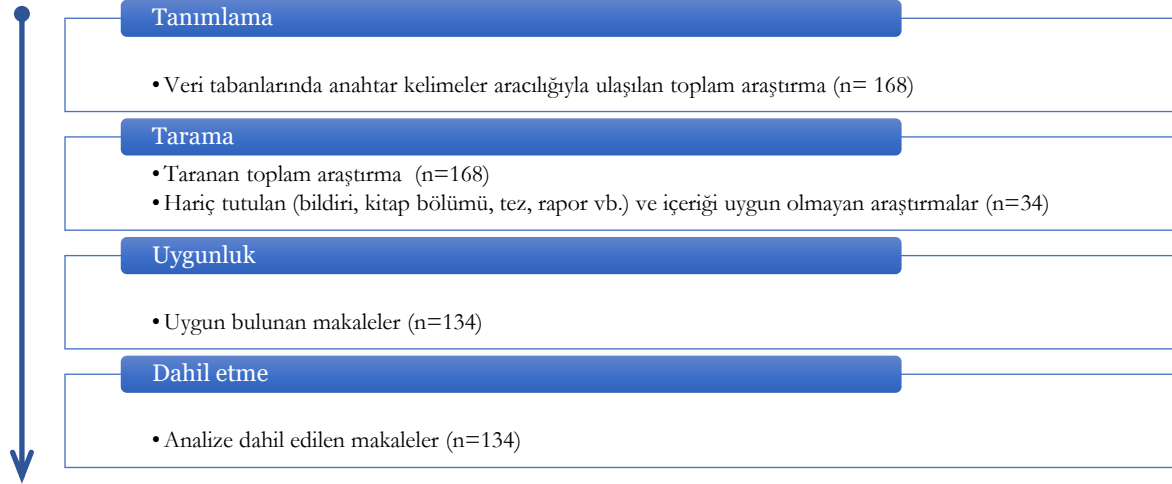 Tanımlama
• Veri tabanlarında anahtar kelimeler aracılığıyla ulaşılan toplam araştırma (n= 168)
Tarama
• Taranan toplam araştırma (n=168)
• Hariç tutulan (bildiri, kitap bölümü, tez, rapor vb.) ve içeriği uygun olmayan araştırmalar (n=34)
Uygunluk
• Uygun bulunan makaleler (n=134)
Dahil etme
• Analize dahil edilen makaleler (n=134)